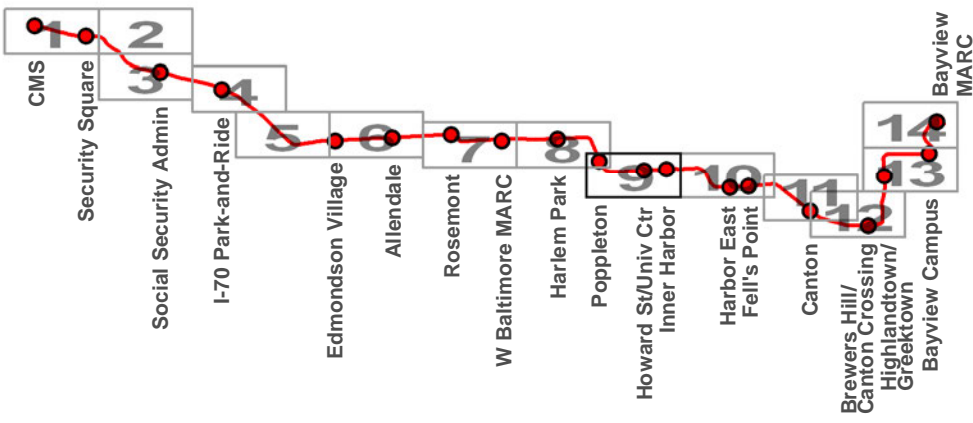 1
2
3
4
5
6
7
8
9
10
11
12
13
14
CMS
Security Square
Social Security Admin
I-70 Park-and-Ride
Edmondson Village
Allendale
Rosemont
W Baltimore MARC
Harlem Park
Poppleton
Howard St/Univ Ctr
Inner Harbor
Harbor East
Fell's Point
Canton
Brewers Hill/
Canton Crossing
Highlandtown/
Greektown
Bayview Campus
Bayview
MARC